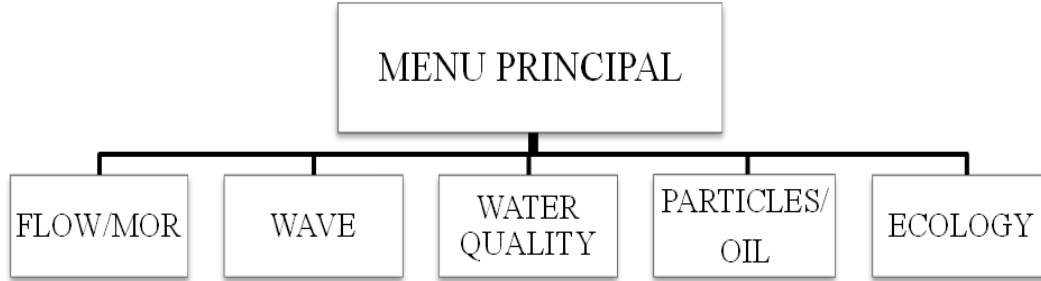 MENU PRINCIPAL
FLOW/MOR
WAVE
WATER
QUALITY
PARTICLES/
OIL
ECOLOGY